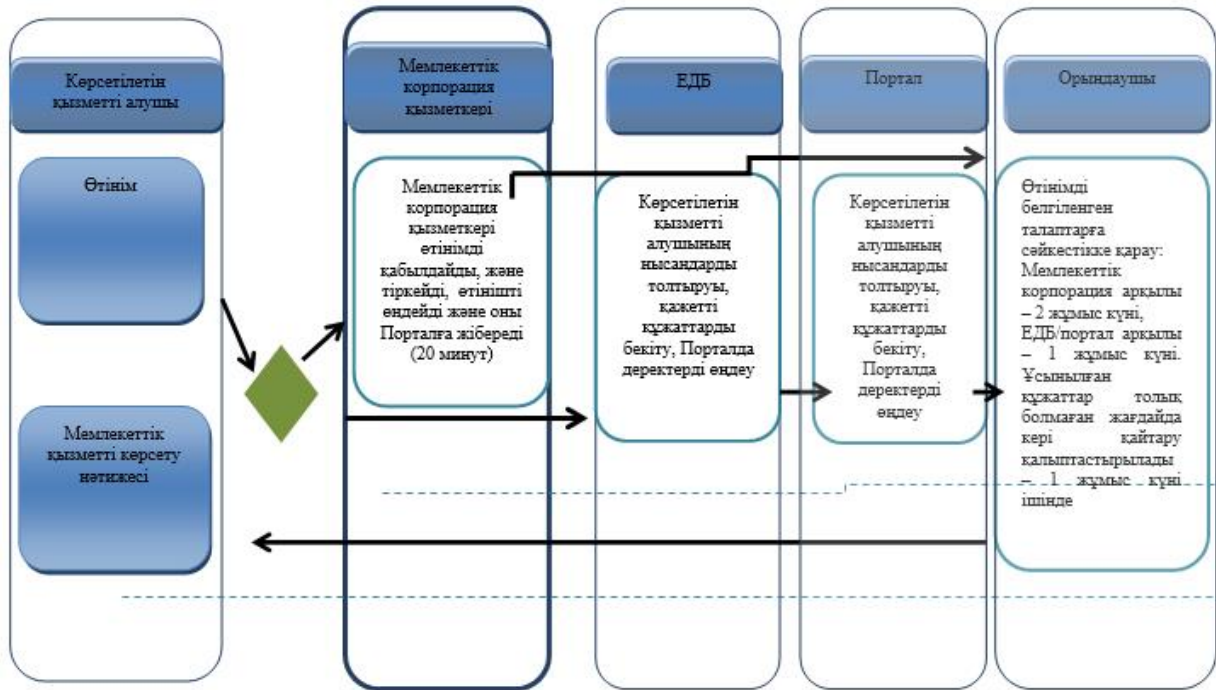 Көрсетілетін
қызметті алушы
Өтінім
Мемлекеттік
қызметті көрсету
нәтижесі
Мемлекеттік
корпорация
қызметкері
Мемлекеттік
корпорация
қызметкері
өтінімді
қабылдайды, және
тіркейді, өтінішті
өңдейді және оны
Порталға жібереді
(20 минут)
ЕДБ
Көрсетілетін
қызметті
алушының
нысандарды
толтыруы,
қажетті
құжаттарды
бекіту, Порталда
деректерді өңдеу
Портал
Көрсетілетін
қызметті
алушының
нысандарды
толтыруы,
қажетті
құжаттарды
бекіту,
Порталда
деректерді
өңдеу
Орындаушы
Өтінімді
белгіленген
талаптарға
сәйкестікке қарау:
Мемлекеттік
корпорация арқылы
– 2 жұмыс күні,
ЕДБ/портал арқылы
– 1 жұмыс күні.
Ұсынылған
құжаттар толық
болмаған жағдайда
кері қайтару
қалыптастырылады
– 1 жұмыс күні
ішінде